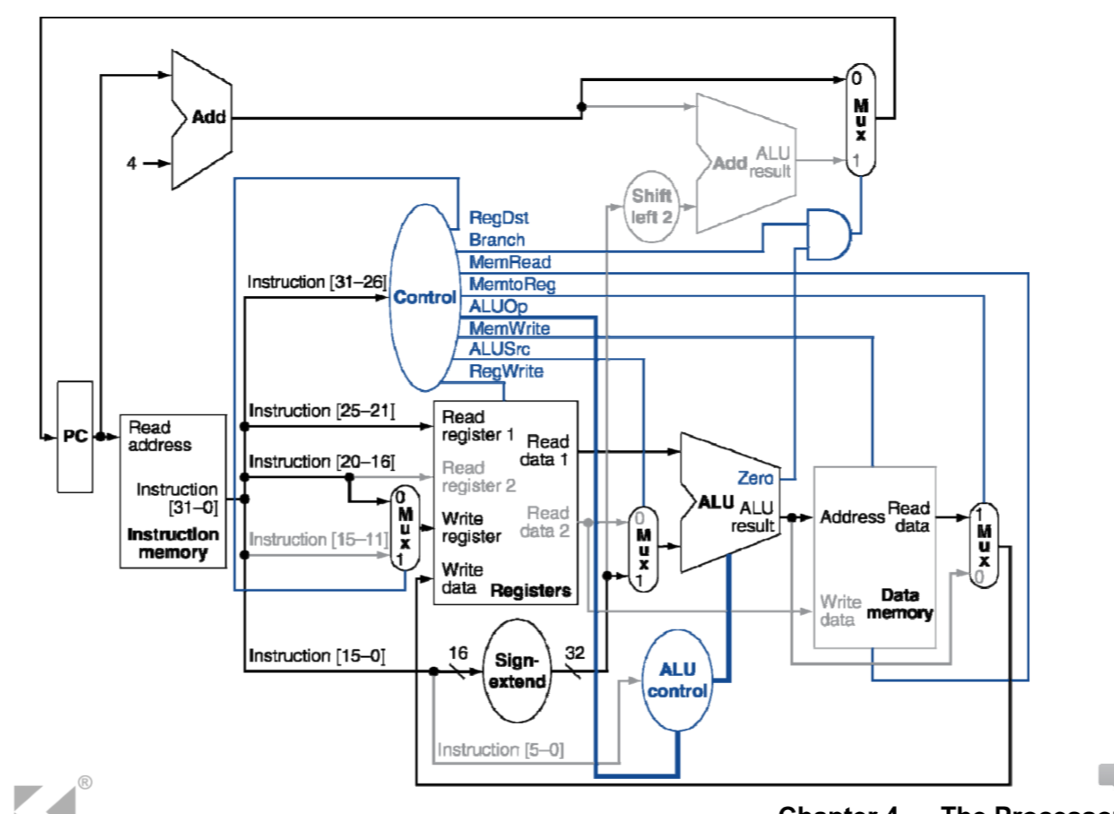 Add
4
0
Mux
1
Add
ALU
result
Shift
left 2
RegDst
Branch
MemRead
MemtoReg
ALUOp
MemWrite
ALUSrc
RegWrite
Control
Instruction [31–26]
Instruction [25–21]
Instruction [20–16]
Instruction [15–11]
Instruction [15–0]
Instruction [5–0]
PC
Read
address
Instruction
[31–0]
Instruction
memory
0
Mux
1
Read
register 1
Read
register 2
Write
register
Write
data
Read
data 1
Read
data 2
Registers
0
Mux
1
Zero
ALU
ALU
result
Address
Read
data
Write
data
Data
memory
1
Mux
0
16
Sign-
extend
32
ALU
control
®
Chapter 4
The Processor